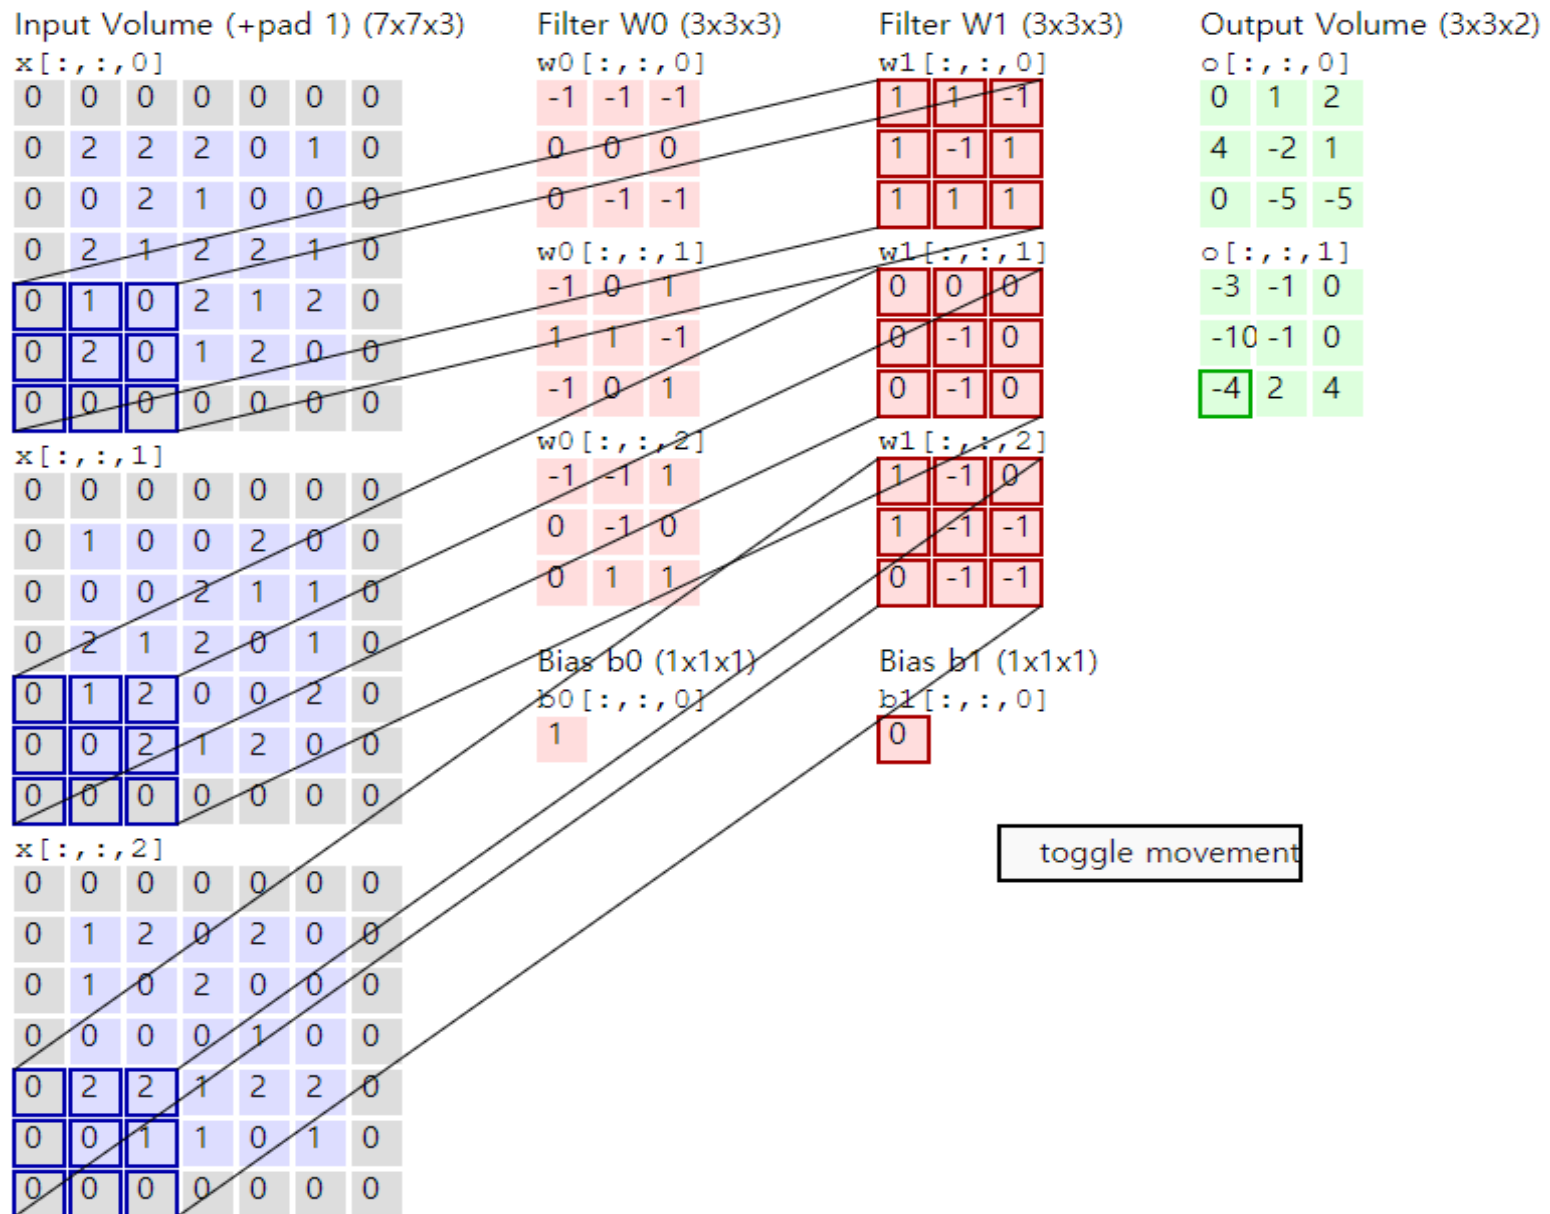 Input Volume (+pad 1) (7x7x3)
x[:,:,0]
0 0 0 0 0 0 0
0 2 2 2 0 1 0
0 0 2 1 0 0 0
0 2 1 2 2 1 0
0 1 0 2 1 2 0
0 2 0 1 2 0 0
0 0 0 0 0 0 0
x[:,:,1]
0 0 0 0 0 0 0
0 1 0 0 2 0 0
0 0 0 2 1 1 0
0 2 1 2 0 1 0
0 1 2 0 0 2 0
0 0 2 1 2 0 0
0 0 0 0 0 0 0
x[:,:,2]
0 0 0 0 0 0 0
0 1 2 0 2 0 0
0 1 0 2 0 0 0
0 0 0 0 1 0 0
0 2 2 1 2 2 0
0 0 1 1 0 1 0
0 0 0 0 0 0 0
Filter W0 (3x3x3)
w0[:,:,0]
-1 -1 -1
0 0 0
0 -1 -1
w0[:,:,1]
-1 0 1
1 1 -1
-1 0 1
w0[:,:,2]
-1 -1 1
0 -1 0
0 1 1
Bias b0 (1x1x1)
b0[:,:,0]
1
Filter W1 (3x3x3)
w1[:,:,0]
1 1 -1
1 -1 1
1 1 1
w1[:,:,1]
0 0 0
0 -1 0
0 -1 0
w1[:,:,2]
1 -1 0
1 -1 -1
0 -1 -1
Bias b1 (1x1x1)
b1[:,:,0]
0
Output Volume (3x3x2)
o[:,:,0]
0 1 2
4 -2 1
0 -5 -5
o[:,:,1]
-3 -1 0
-10 -1 0
-4 2 4
toggle movement